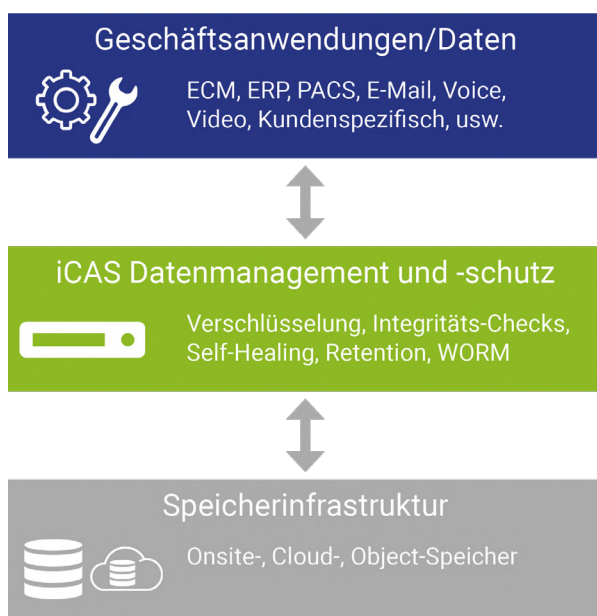 Geschäftsanwendungen/Daten
ECM, ERP, PACS, E-Mail, Voice,
Video, Kundenspezifisch, usw.
iCAS Datenmanagement und -schutz
Verschlüsselung, Integritäts-Checks,
Self-Healing, Retention, WORM
Speicherinfrastruktur
Onsite-, Cloud-, Object-Speicher